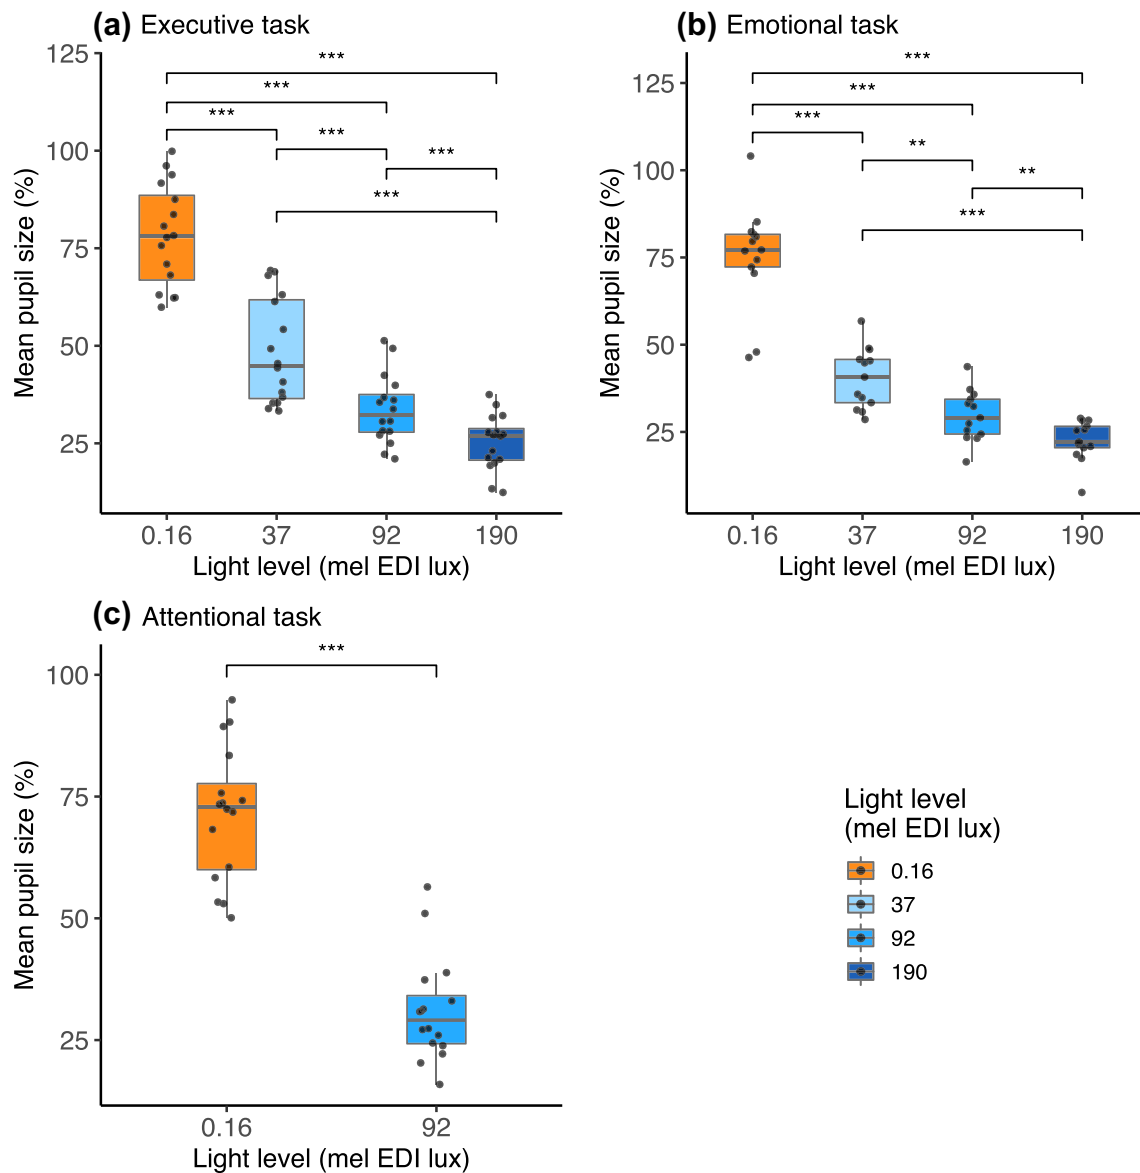 (a) Executive task
125
100
75
50
25
Mean pupil size (%)
***
***
***
***
***
***
0.16 37 92 190
Light level (mel EDI lux)
(b) Emotional task
125
100
75
50
25
Mean pupil size (%)
***
***
***
**
**
***
0.16 37 92 190
Light level (mel EDI lux)
(c) Attentional task
100
75
50
25
Mean pupil size (%)
***
0.16 92
Light level (mel EDI lux)
Light level
(mel EDI lux)
0.16
37
92
190